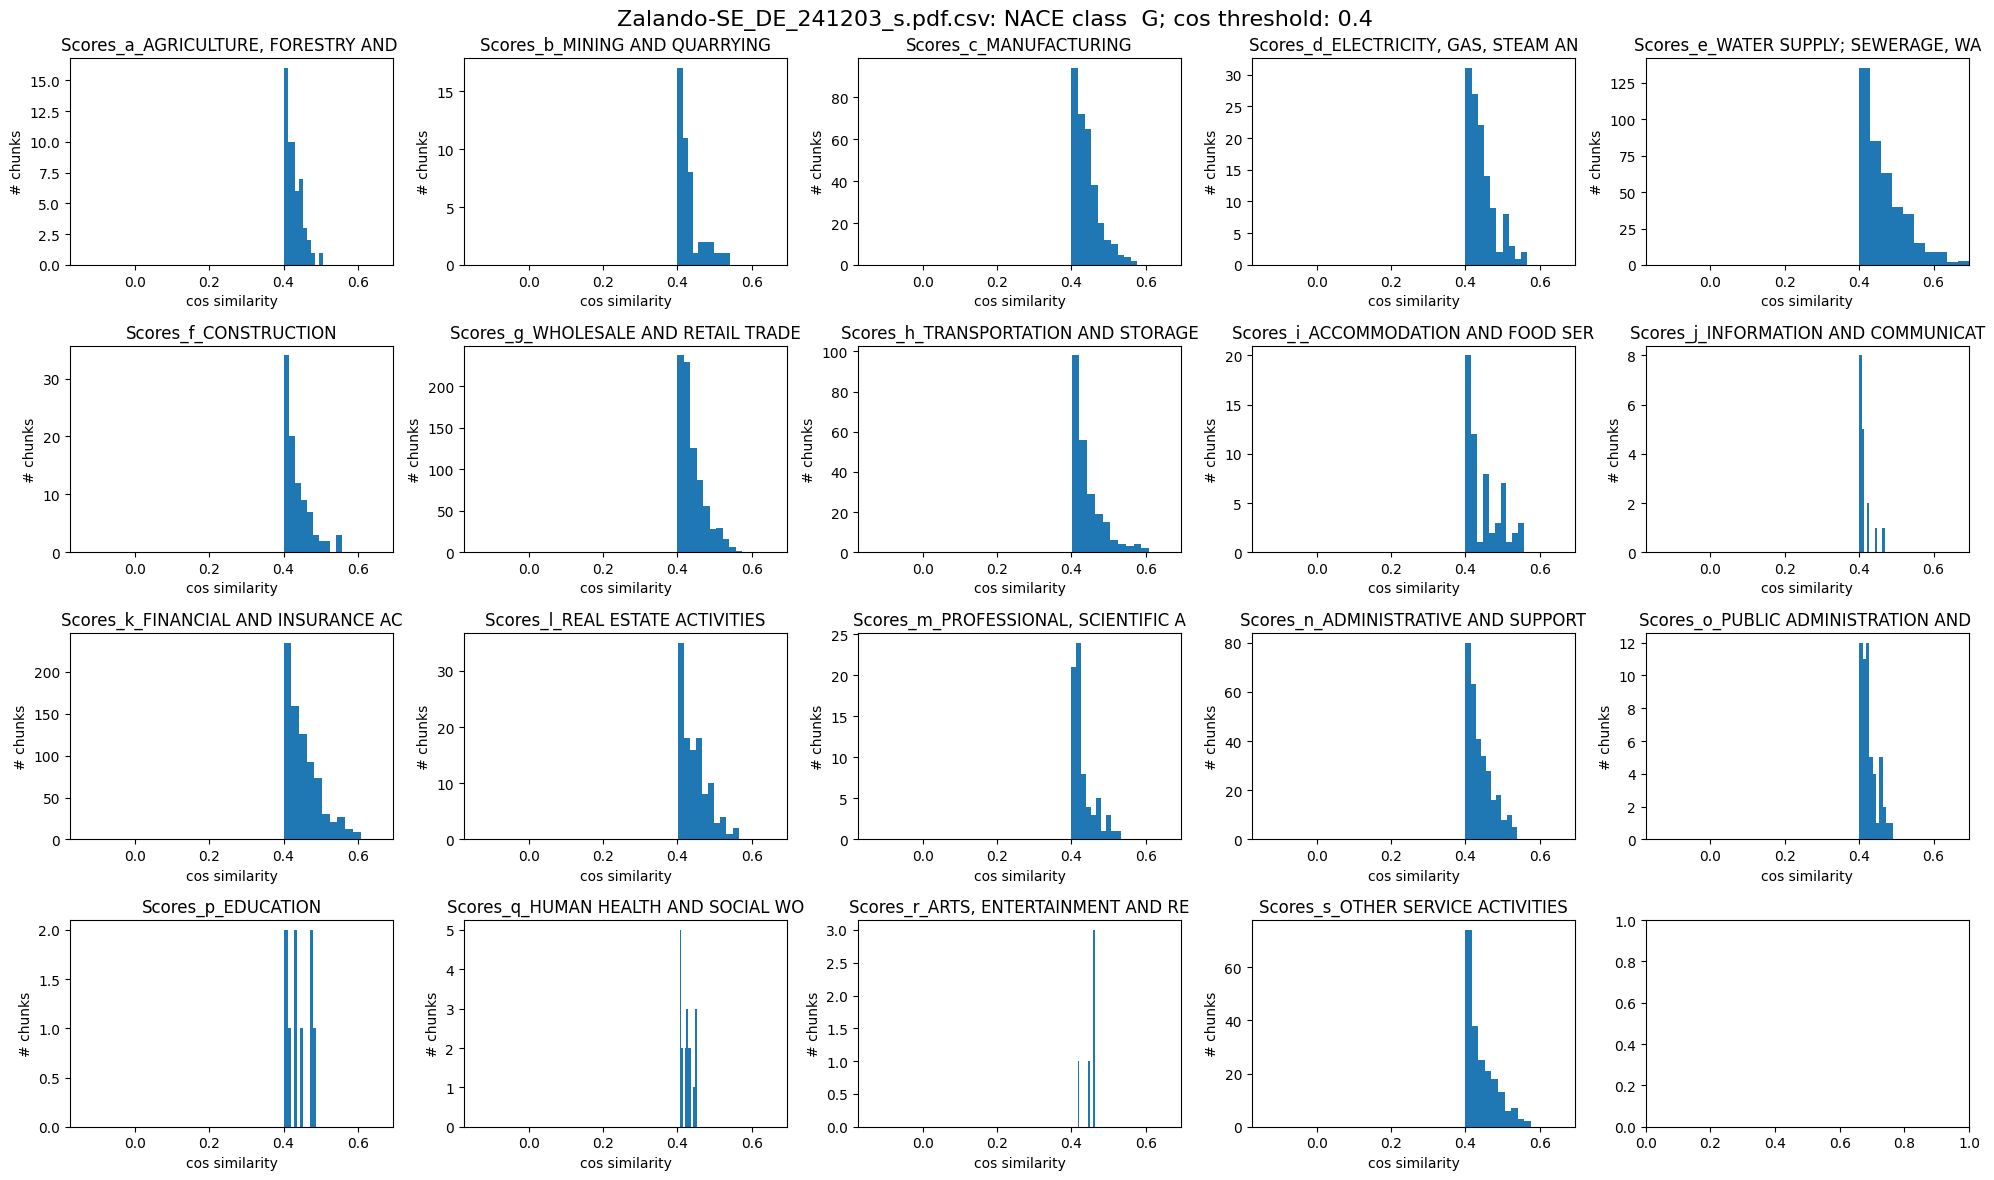 Zalando-SE_DE_241203_s.pdf.csv: NACE class  G; cos threshold: 0.4
Scores_a_AGRICULTURE, FORESTRY AND
# chunks
15.0
12.5
10.0
7.5
5.0
2.5
0.0
0.0 0.2 0.4 0.6
cos similarity
Scores_b_MINING AND QUARRYING
# chunks
15
10
5
0
0.0 0.2 0.4 0.6
cos similarity
Scores_c_MANUFACTURING
# chunks
80
60
40
20
0
0.0 0.2 0.4 0.6
cos similarity
Scores_d_ELECTRICITY, GAS, STEAM AN
# chunks
30
25
20
15
10
5
0
0.0 0.2 0.4 0.6
cos similarity
Scores_e_WATER SUPPLY; SEWERAGE, WA
# chunks
125
100
75
50
25
0
0.0 0.2 0.4 0.6
cos similarity
Scores_f_CONSTRUCTION
# chunks
30
20
10
0
0.0 0.2 0.4 0.6
cos similarity
Scores_g_WHOLESALE AND RETAIL TRADE
# chunks
200
150
100
50
0
0.0 0.2 0.4 0.6
cos similarity
Scores_h_TRANSPORTATION AND STORAGE
# chunks
100
80
60
40
20
0
0.0 0.2 0.4 0.6
cos similarity
Scores_i_ACCOMMODATION AND FOOD SER
# chunks
20
15
10
5
0
0.0 0.2 0.4 0.6
cos similarity
Scores_j_INFORMATION AND COMMUNICAT
# chunks
8
6
4
2
0
0.0 0.2 0.4 0.6
cos similarity
Scores_k_FINANCIAL AND INSURANCE AC
# chunks
200
150
100
50
0
0.0 0.2 0.4 0.6
cos similarity
Scores_l_REAL ESTATE ACTIVITIES
# chunks
30
20
10
0
0.0 0.2 0.4 0.6
cos similarity
Scores_m_PROFESSIONAL, SCIENTIFIC A
# chunks
25
20
15
10
5
0
0.0 0.2 0.4 0.6
cos similarity
Scores_n_ADMINISTRATIVE AND SUPPORT
# chunks
80
60
40
20
0
0.0 0.2 0.4 0.6
cos similarity
Scores_o_PUBLIC ADMINISTRATION AND
# chunks
12
10
8
6
4
2
0
0.0 0.2 0.4 0.6
cos similarity
Scores_p_EDUCATION
# chunks
2.0
1.5
1.0
0.5
0.0
0.0 0.2 0.4 0.6
cos similarity
Scores_q_HUMAN HEALTH AND SOCIAL WO
# chunks
5
4
3
2
1
0
0.0 0.2 0.4 0.6
cos similarity
Scores_r_ARTS, ENTERTAINMENT AND RE
# chunks
3.0
2.5
2.0
1.5
1.0
0.5
0.0
0.0 0.2 0.4 0.6
cos similarity
Scores_s_OTHER SERVICE ACTIVITIES
# chunks
60
40
20
0
0.0 0.2 0.4 0.6
cos similarity
1.0
0.8
0.6
0.4
0.2
0.0
0.0 0.2 0.4 0.6 0.8 1.0